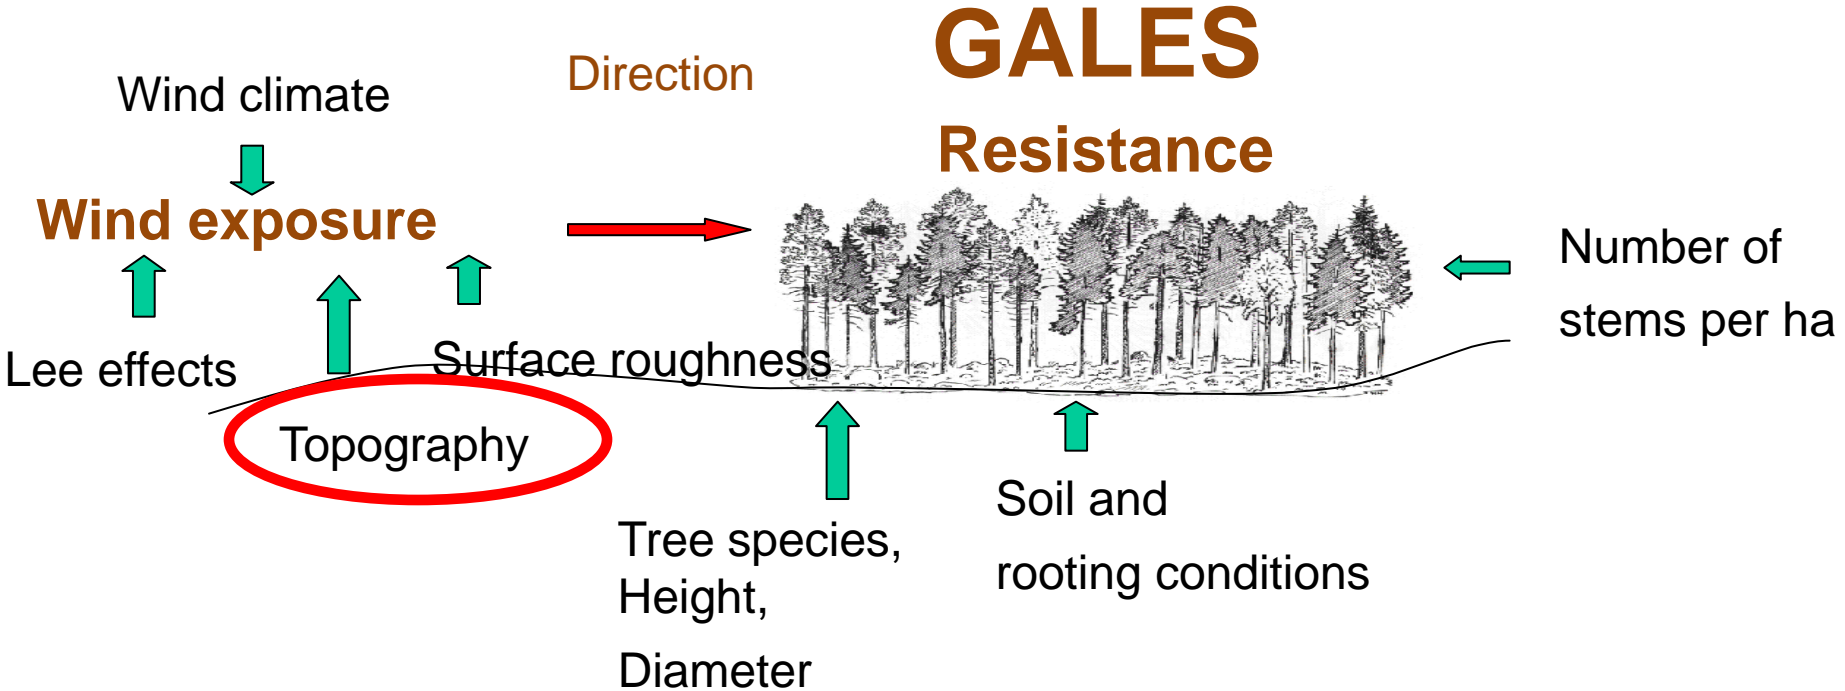 GALES
Direction
Wind climate
Resistance
Wind exposure
Number of
stems per ha
Lee effects
Surface roughness
Topography
Soil and
rooting conditions
Tree species,
Height,
Diameter